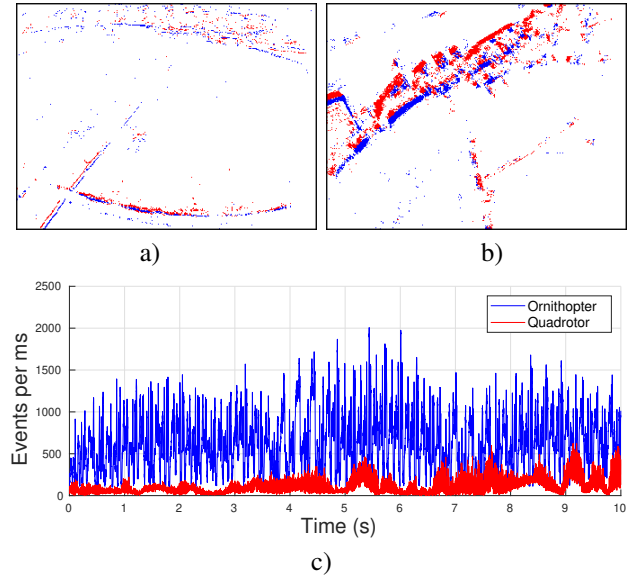 a)
b)
2500
2000
1500
1000
500
0
Events per ms
Ornithopter
Quadrotor
0 1 2 3 4 5 6 7 8 9 10
Time (s)
c)